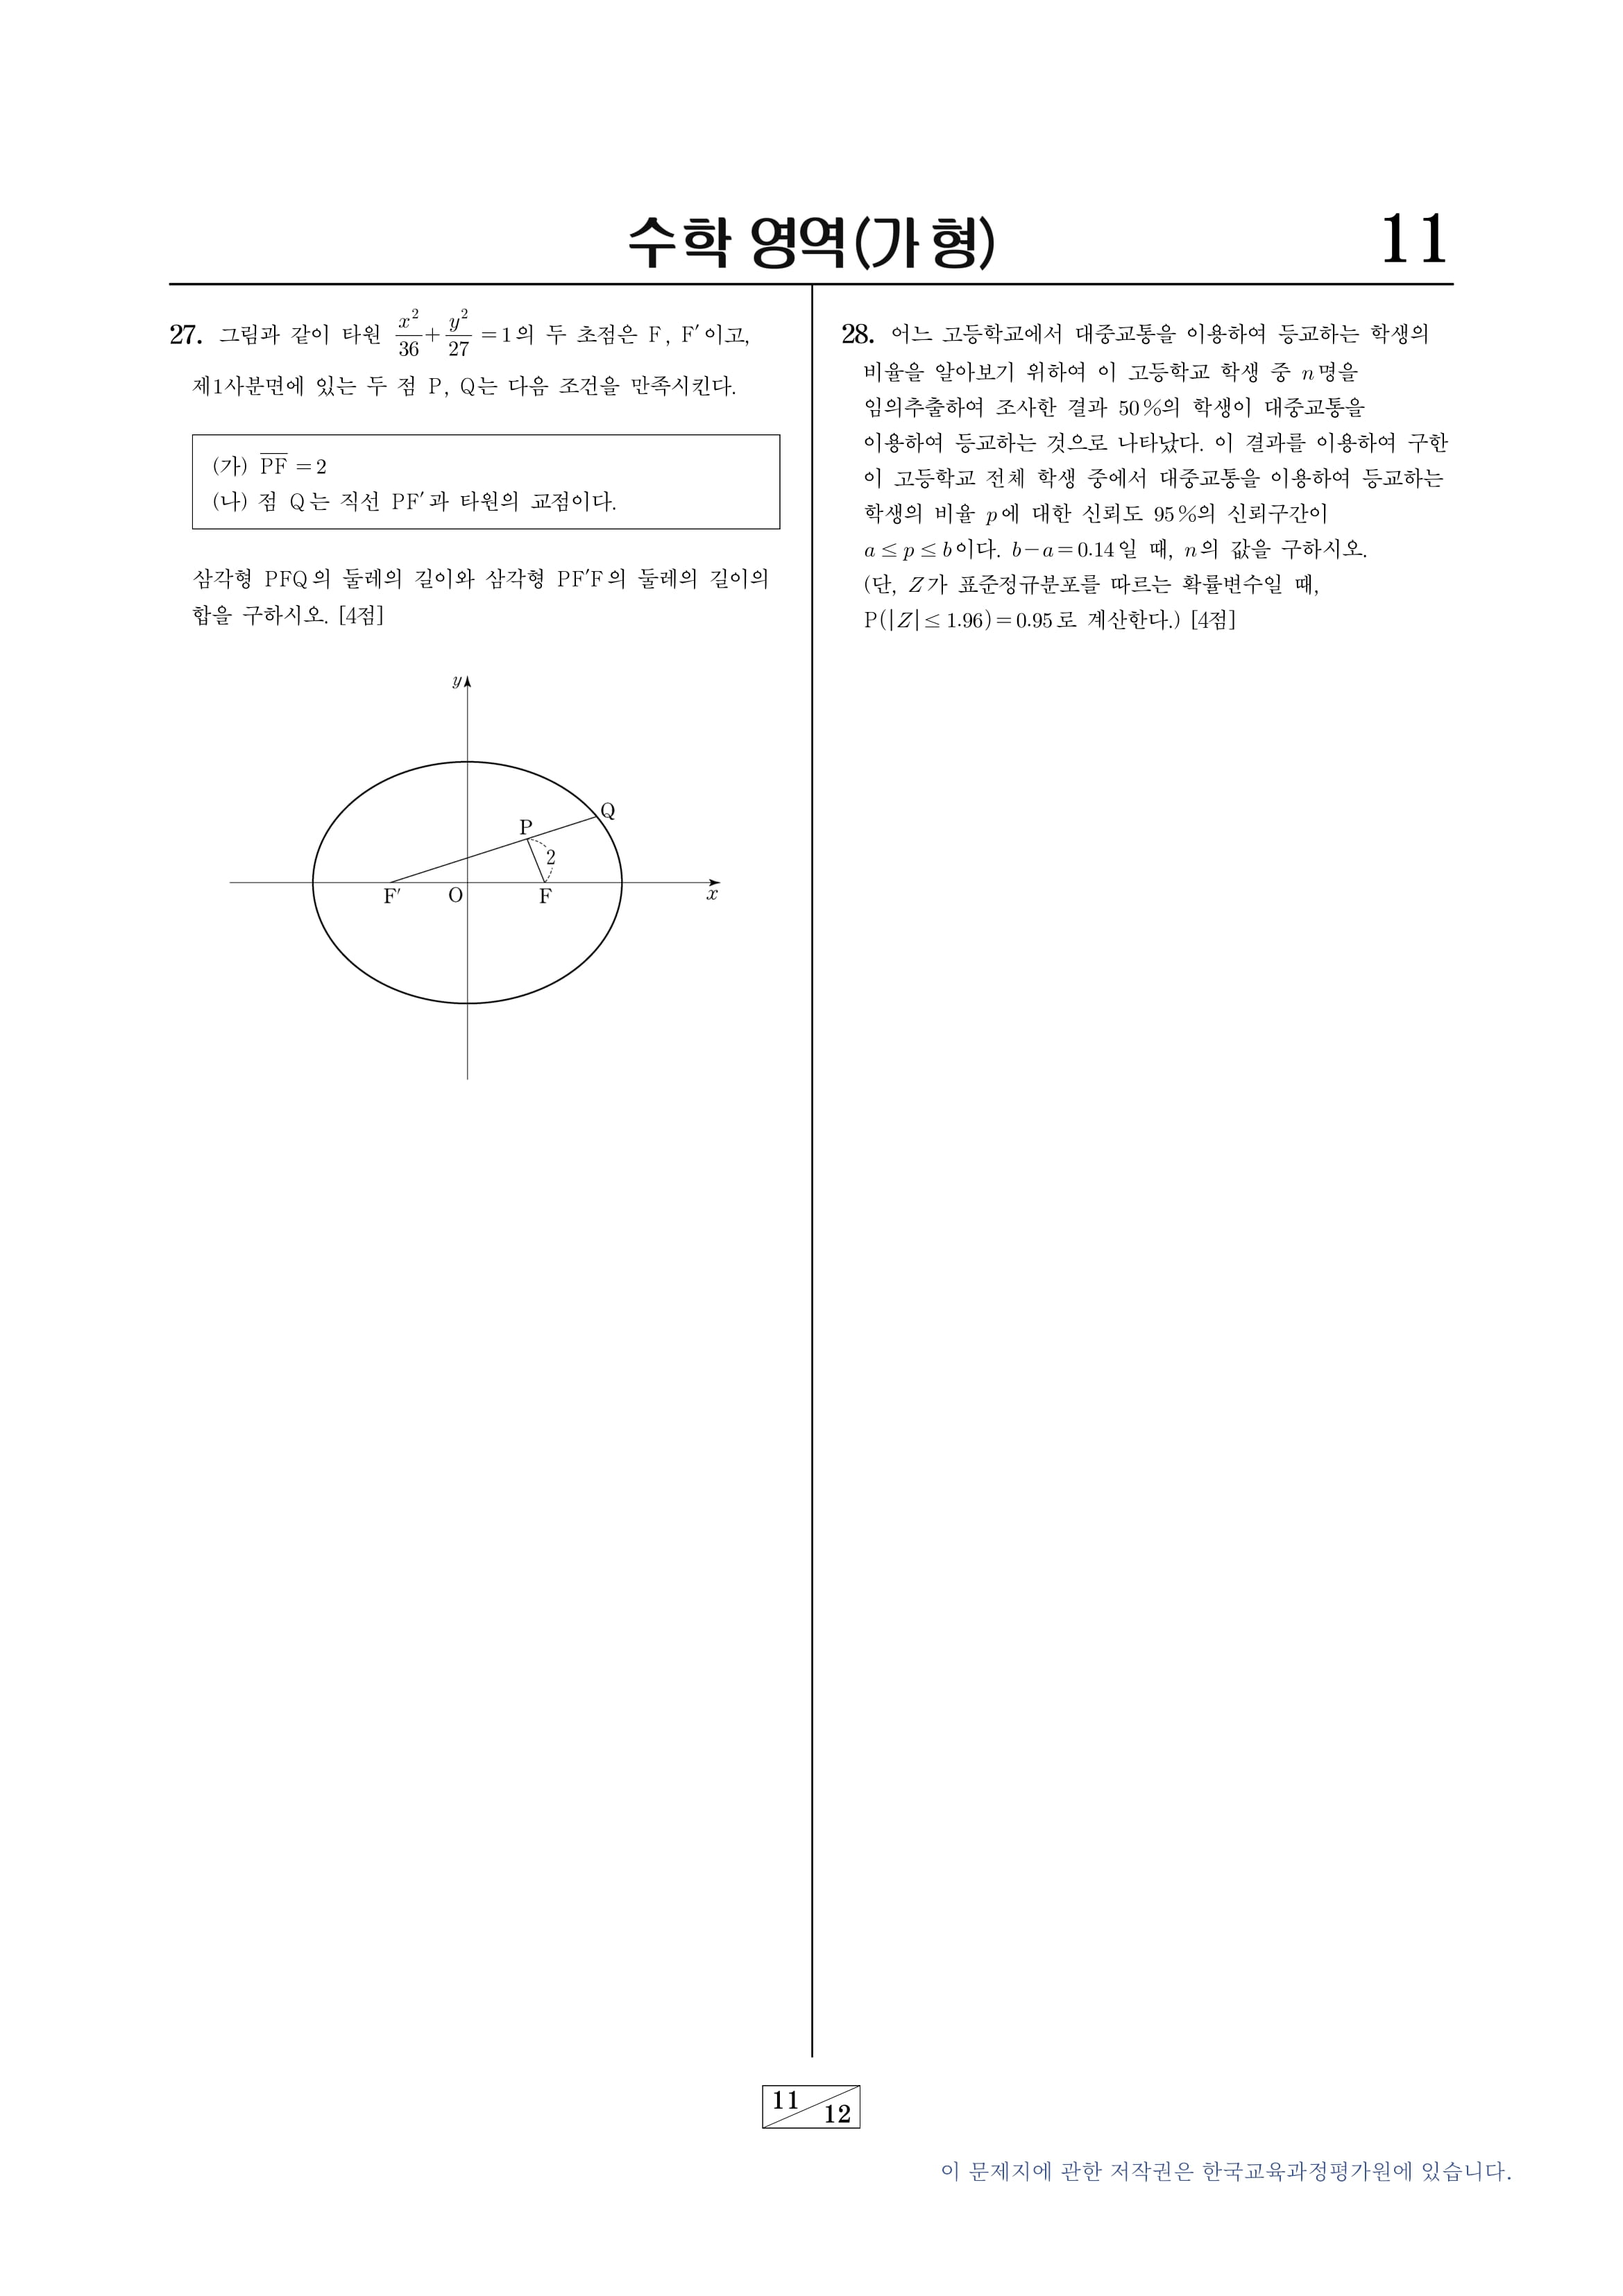 수학 영역(가 형)
11
27. 그림과 같이 타원 x²/36 + y²/27 = 1의 두 초점은 F, F′이고,
제1사분면에 있는 두 점 P, Q는 다음 조건을 만족시킨다.
(가) \overline{PF} = 2
(나) 점 Q는 직선 PF′과 타원의 교점이다.
삼각형 PFQ의 둘레의 길이와 삼각형 PF′F의 둘레의 길이의
합을 구하시오. [4점]
y
Q
P
2
F′
O
F
x
28. 어느 고등학교에서 대중교통을 이용하여 등교하는 학생의
비율을 알아보기 위하여 이 고등학교 학생 중 n명을
임의추출하여 조사한 결과 50%의 학생이 대중교통을
이용하여 등교하는 것으로 나타났다. 이 결과를 이용하여 구한
이 고등학교 전체 학생 중에서 대중교통을 이용하여 등교하는
학생의 비율 p에 대한 신뢰도 95%의 신뢰구간이
a ≤ p ≤ b이다. b−a=0.14일 때, n의 값을 구하시오.
(단, Z가 표준정규분포를 따르는 확률변수일 때,
P(|Z| ≤ 1.96)=0.95로 계산한다.) [4점]
11
12
이 문제지에 관한 저작권은 한국교육과정평가원에 있습니다.